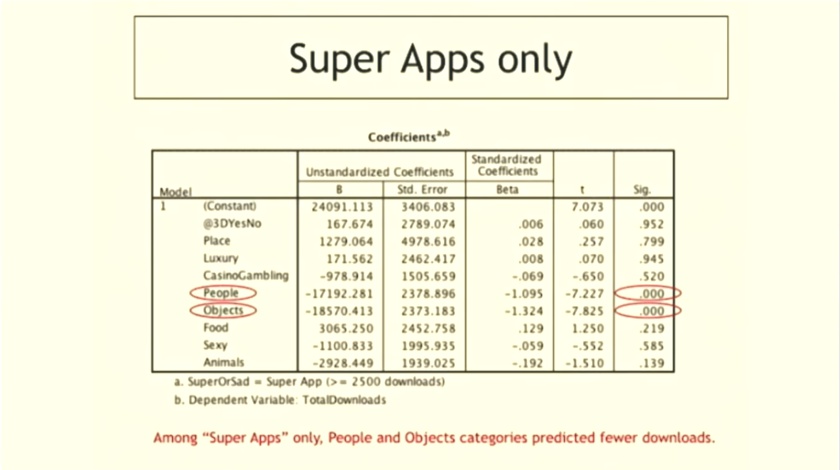 Super Apps only
Coefficients a,b
Unstandardized Coefficients Standardized Coefficients
Model B Std. Error Beta t Sig.
1 (Constant) 24091.113 3406.083 7.073 .000
@3DYesNo 167.674 2789.074 .006 .060 .952
Place 1279.064 4978.616 .028 .257 .799
Luxury 171.562 2462.417 .008 .070 .945
CasinoGambling -978.914 1505.659 -.069 -.650 .520
People -17192.281 2378.896 -1.095 -7.227 .000
Objects -18570.413 2373.183 -1.324 -7.825 .000
Food 3065.250 2452.758 .129 1.250 .219
Sexy -1100.833 1995.935 -.059 -.552 .585
Animals -2928.449 1939.025 -.192 -1.510 .139
a. SuperOrSad = Super App (>= 2500 downloads)
b. Dependent Variable: TotalDownloads
Among “Super Apps” only, People and Objects categories predicted fewer downloads.